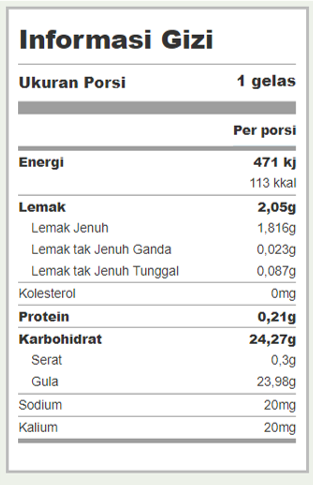 Informasi Gizi
Ukuran Porsi 1 gelas
Per porsi
Energi 471 kj
113 kkal
Lemak 2,05g
Lemak Jenuh 1,816g
Lemak tak Jenuh Ganda 0,023g
Lemak tak Jenuh Tunggal 0,087g
Kolesterol 0mg
Protein 0,21g
Karbohidrat 24,27g
Serat 0,3g
Gula 23,98g
Sodium 20mg
Kalium 20mg